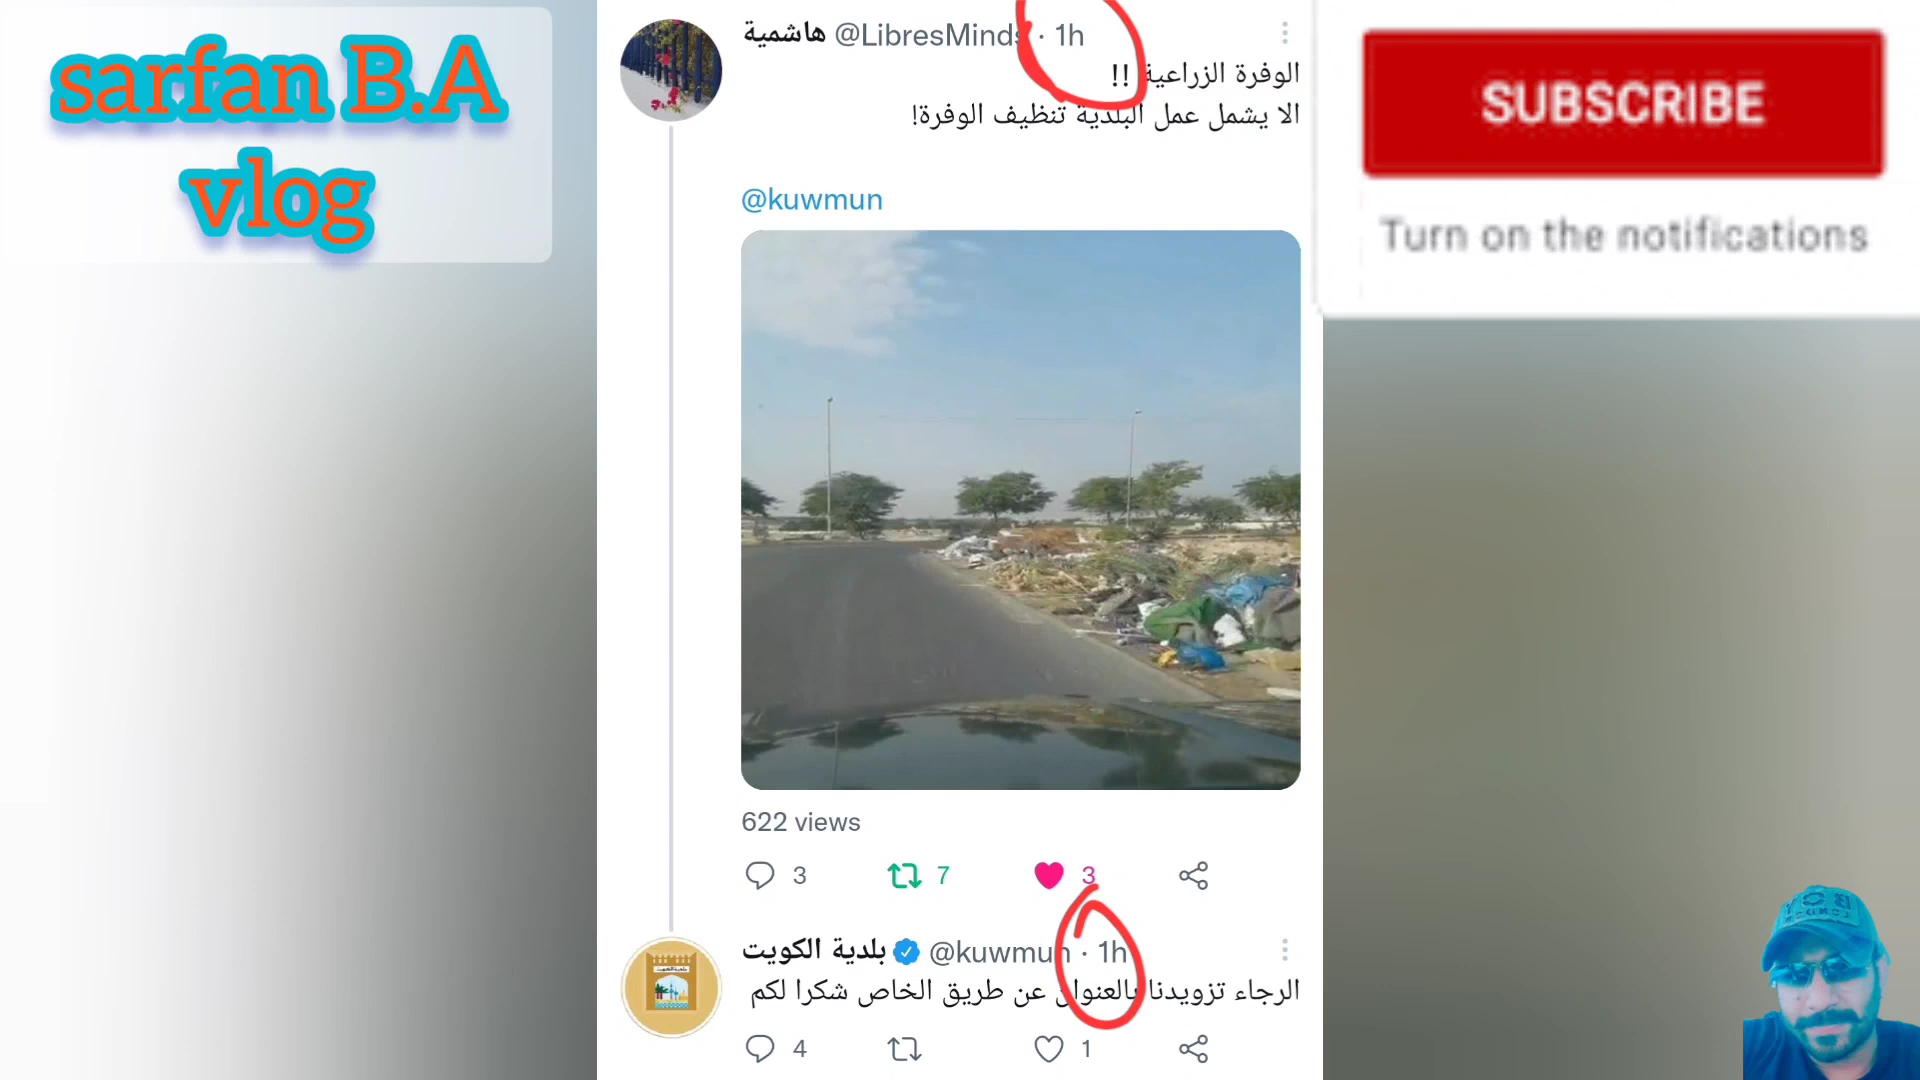 sarfan B.A
vlog
هاشمية @LibresMinds · 1h
الوفرة الزراعية !!
الا يشمل عمل البلدية تنظيف الوفرة!
@kuwmun
622 views
3 7 3
بلدية الكويت @kuwmun · 1h
الرجاء تزويدنا بالعنوان عن طريق الخاص شكرا لكم
4 1
SUBSCRIBE
Turn on the notifications